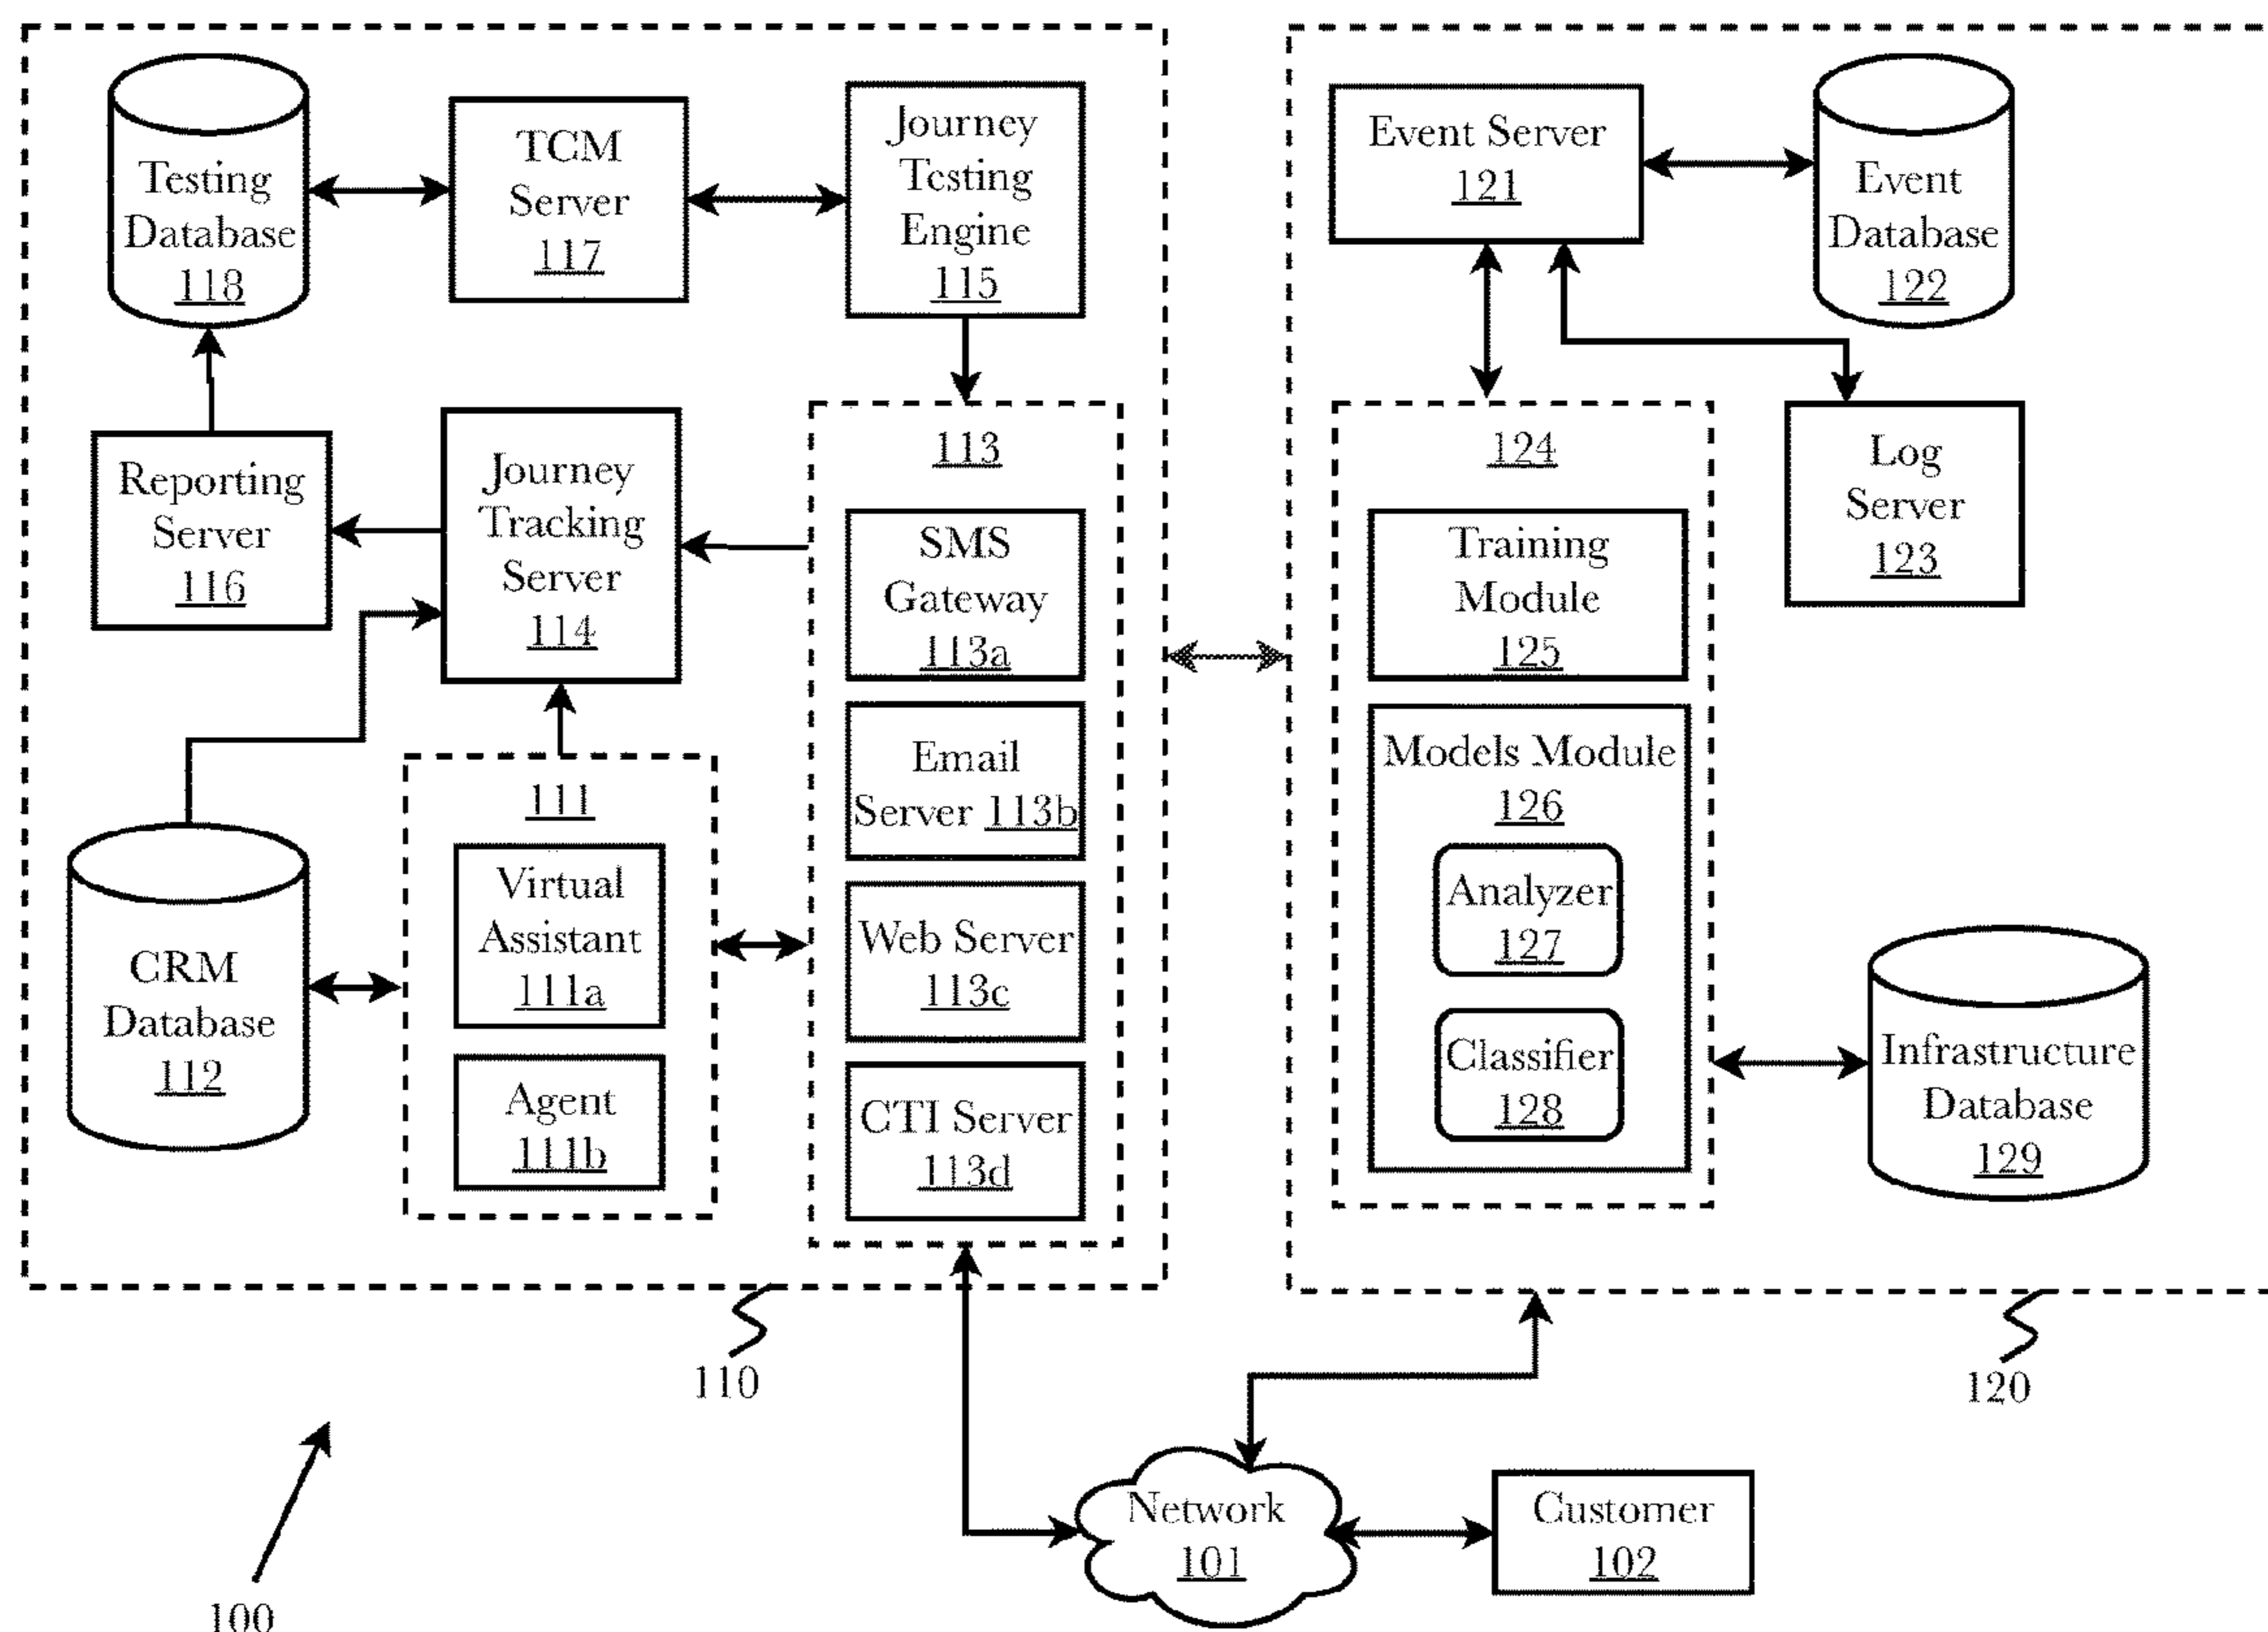 Testing
Database
118
TCM
Server
117
Journey
Testing
Engine
115
Event Server
121
Event
Database
122
Reporting
Server
116
Journey
Tracking
Server
114
113
SMS
Gateway
113a
Email
Server 113b
Web Server
113c
CTI Server
113d
124
Training
Module
125
Models Module
126
Analyzer
127
Classifier
128
Log
Server
123
CRM
Database
112
111
Virtual
Assistant
111a
Agent
111b
Infrastructure
Database
129
110
120
Network
101
Customer
102
100